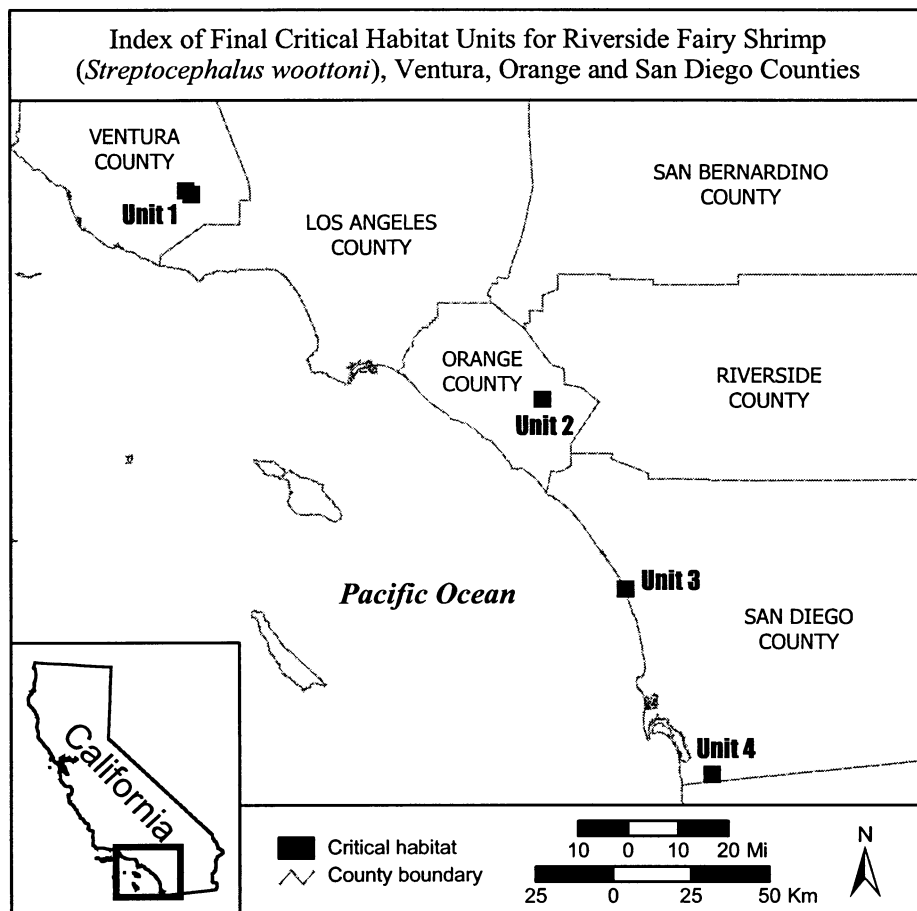 Index of Final Critical Habitat Units for Riverside Fairy Shrimp
(Streptocephalus woottoni), Ventura, Orange and San Diego Counties
VENTURA
COUNTY
Unit 1
LOS ANGELES
COUNTY
SAN BERNARDINO
COUNTY
ORANGE
COUNTY
Unit 2
RIVERSIDE
COUNTY
Pacific Ocean
Unit 3
SAN DIEGO
COUNTY
Unit 4
California
Critical habitat
County boundary
10 0 10 20 Mi
25 0 25 50 Km
N